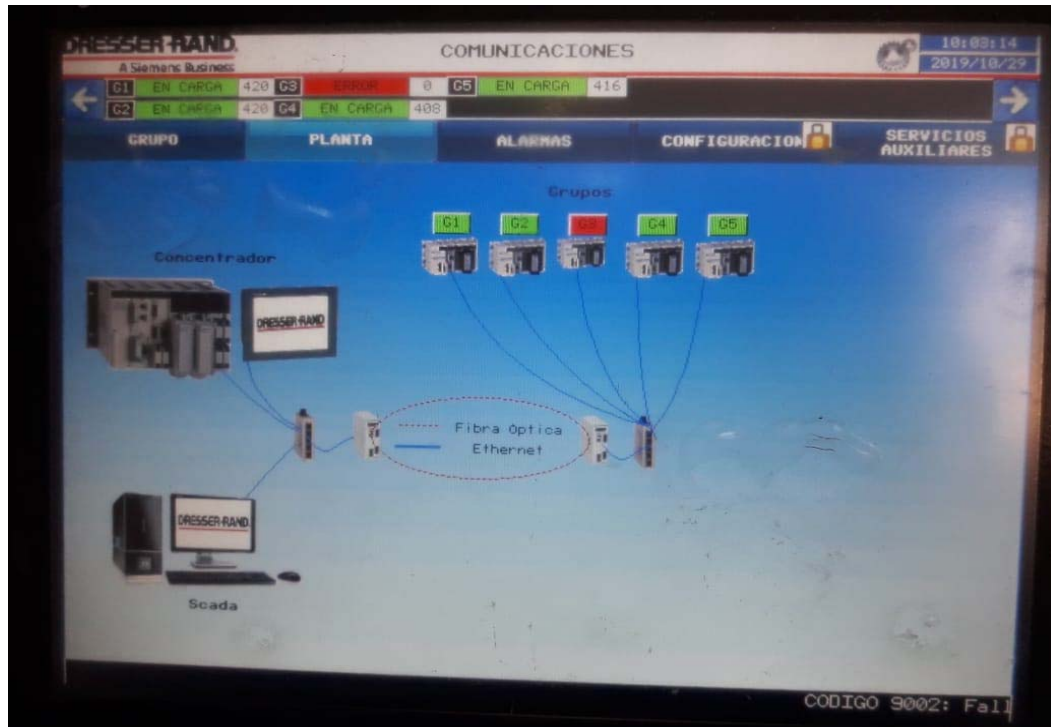 DRESSER-RAND.
A Siemens Business
COMUNICACIONES
10:03:14
2019/10/29
G1 EN CARGA 420 G3 ERROR 0 G5 EN CARGA 416
G2 EN CARGA 420 G4 EN CARGA 408
GRUPO PLANTA ALARMAS CONFIGURACION SERVICIOS
AUXILIARES
Grupos
G1 G2 G3 G4 G5
Concentrador
DRESSER-RAND
Fibra Optica
Ethernet
DRESSER-RAND.
Scada
CODIGO 9002: Fall